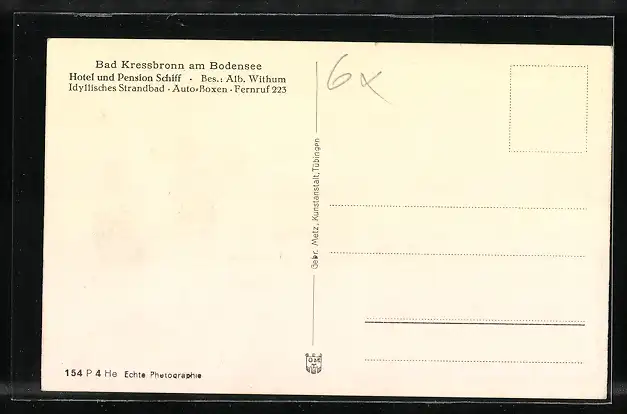 Bad Kressbronn am Bodensee
Hotel und Pension Schiff · Bes.: Alb. Withum
Idyllisches Strandbad · Auto-Boxen · Fernruf 223
6x
Gebr. Metz, Kunstanstalt, Tübingen
154 P 4 He Echte Photographie